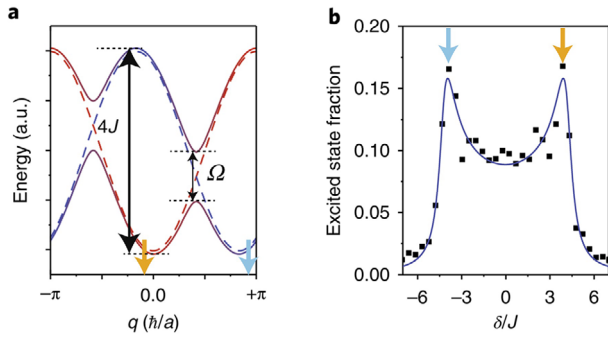 a
Energy (a.u.)
4J
Ω
−π
0.0
+π
q (ℏ/a)
b
Excited state fraction
0.20
0.15
0.10
0.05
0.00
−6
−3
0
3
6
δ/J